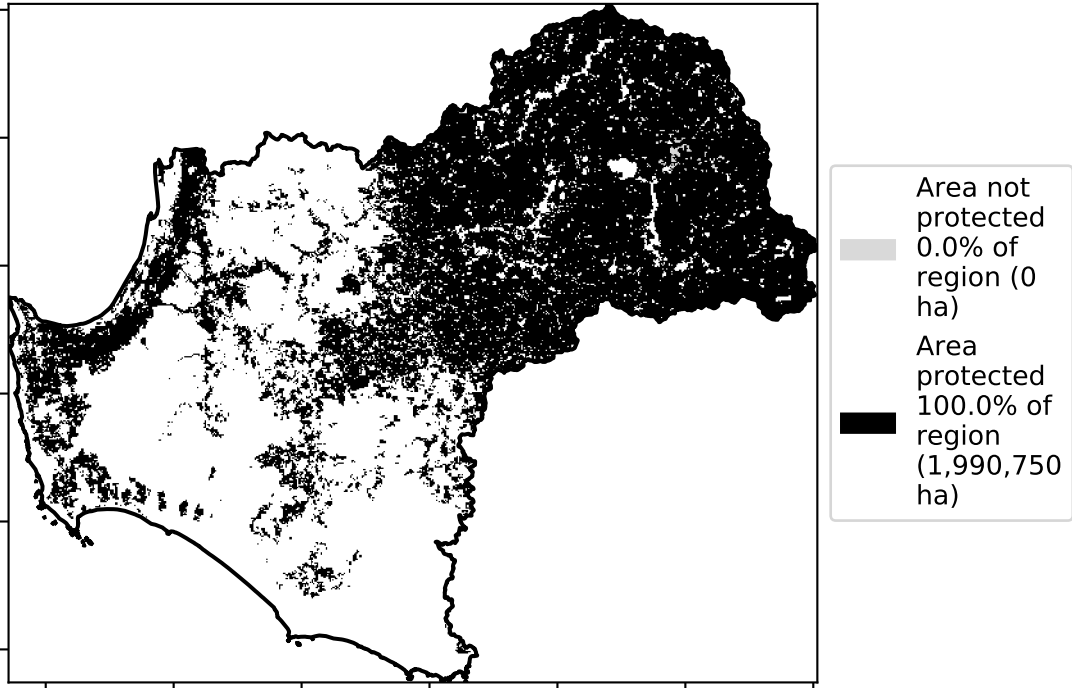 Area not
protected
0.0% of
region (0
ha)
Area
protected
100.0% of
region
(1,990,750
ha)